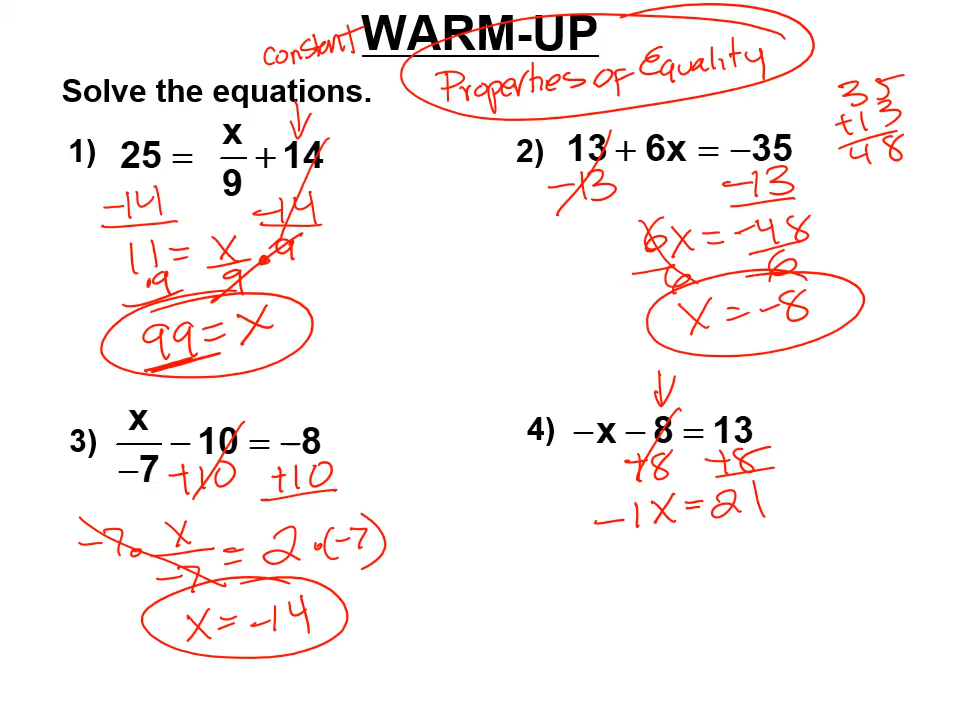 WARM-UP
constant
Properties of Equality
Solve the equations.
35
+13
48
1) 25 = x/9 + 14
-14 -14
11 = x/9 · 9
·9
99 = x
2) 13 + 6x = -35
-13 -13
6x = -48
6 6
x = -8
3) x/-7 - 10 = -8
+10 +10
-7 · x/-7 = 2 · (-7)
x = -14
4) -x - 8 = 13
+8 +8
-1x = 21